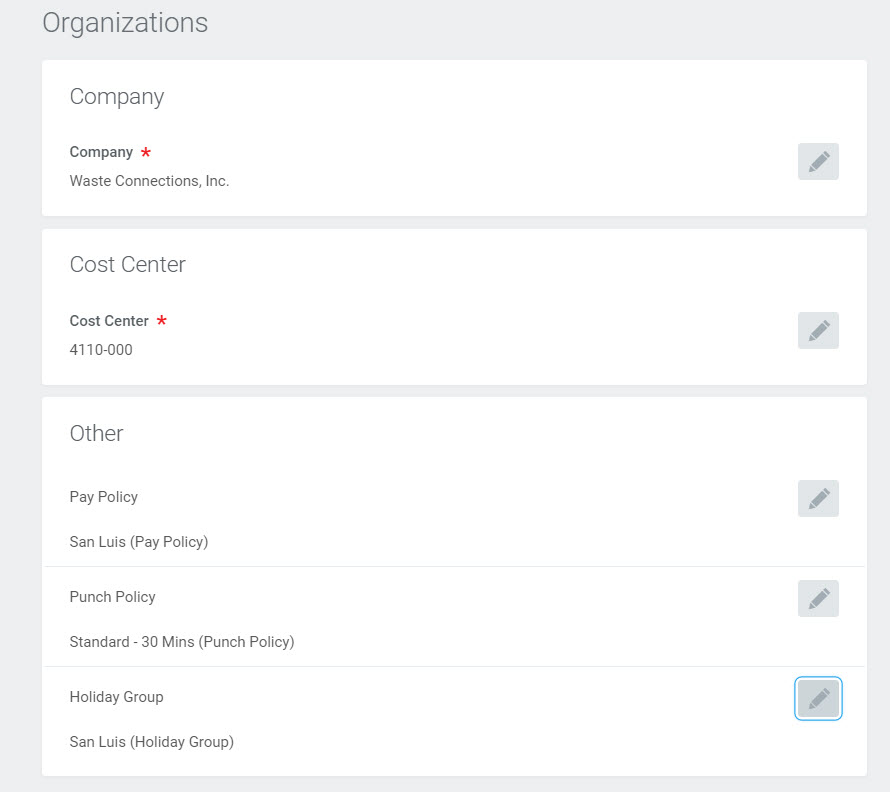 Organizations
Company
Company *
Waste Connections, Inc.
Cost Center
Cost Center *
4110-000
Other
Pay Policy
San Luis (Pay Policy)
Punch Policy
Standard - 30 Mins (Punch Policy)
Holiday Group
San Luis (Holiday Group)